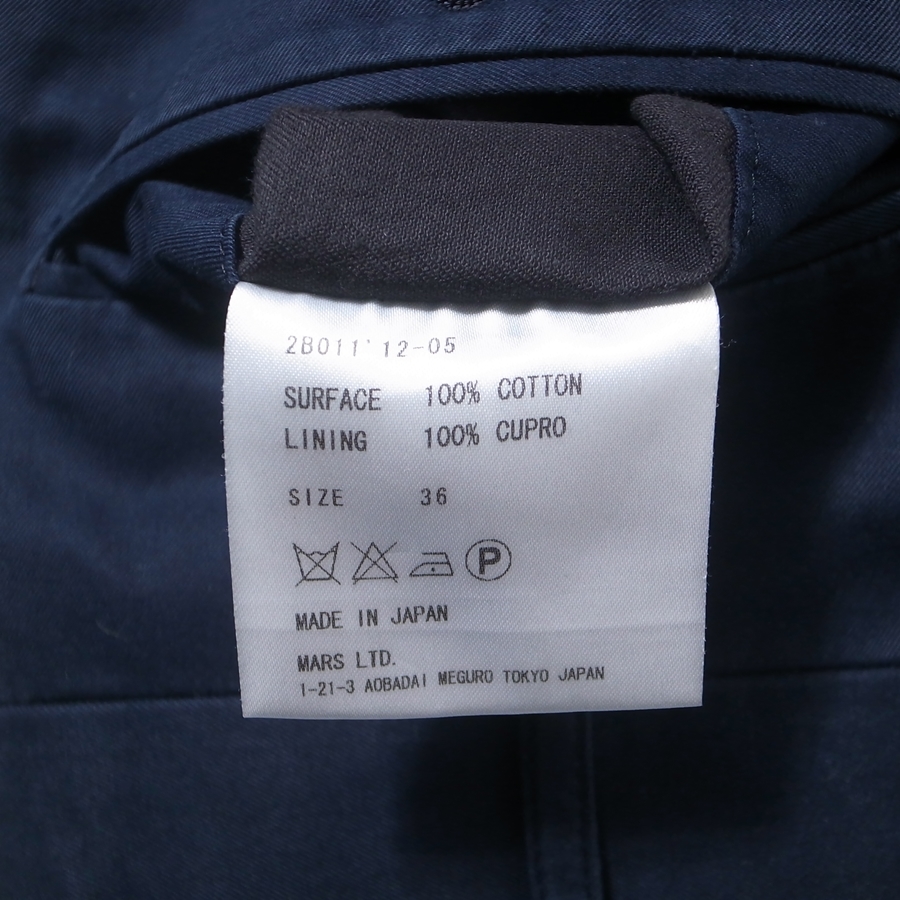 2B011'12-05
SURFACE 100% COTTON
LINING 100% CUPRO
SIZE 36
P
MADE IN JAPAN
MARS LTD.
1-21-3 AOBADAI MEGURO TOKYO JAPAN